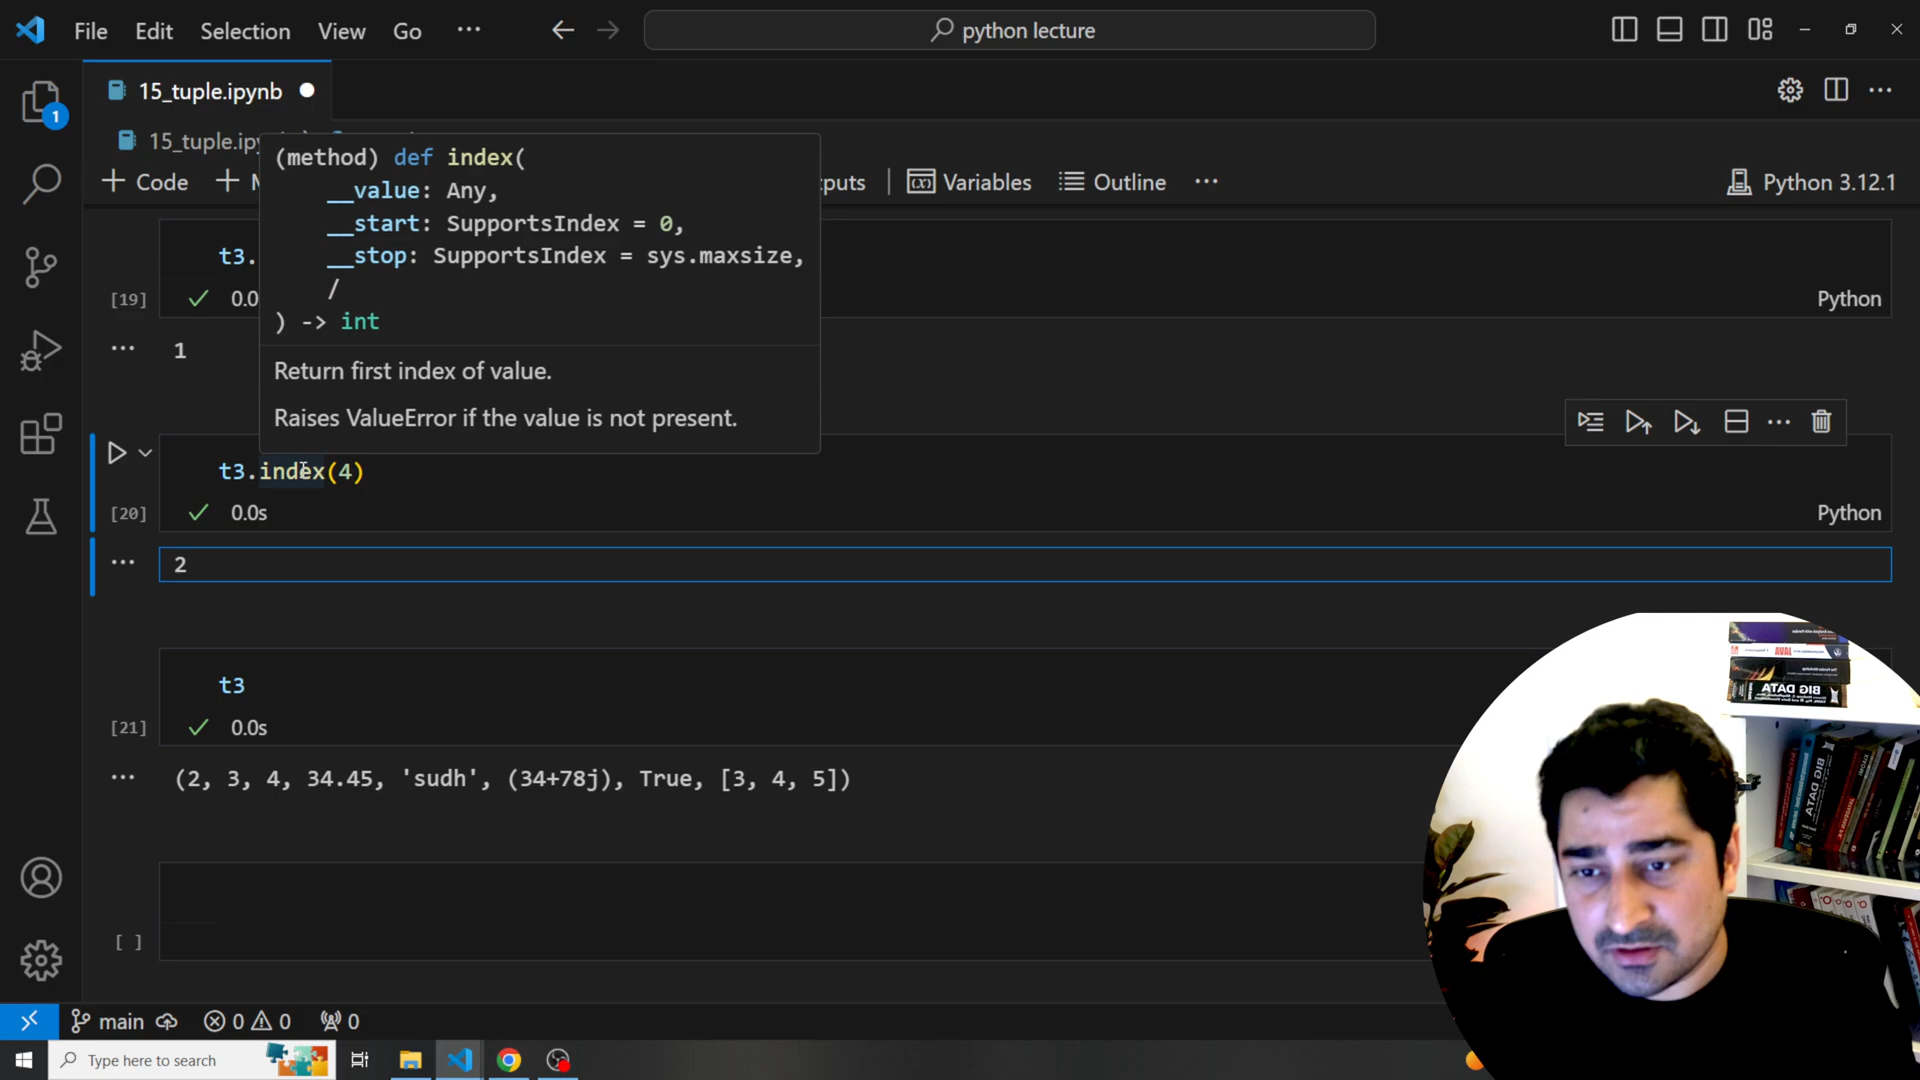 File Edit Selection View Go ···
python lecture
15_tuple.ipynb
15_tuple.ipy
(method) def index(
__value: Any,
__start: SupportsIndex = 0,
__stop: SupportsIndex = sys.maxsize,
/
) -> int
Return first index of value.
Raises ValueError if the value is not present.
+ Code + M puts Variables Outline ··· Python 3.12.1
t3.
[19] 0.0 Python
1
t3.index(4)
[20] 0.0s Python
2
t3
[21] 0.0s
(2, 3, 4, 34.45, 'sudh', (34+78j), True, [3, 4, 5])
[ ]
BIG DATA
JAVA
main 0 0 0
Type here to search
1